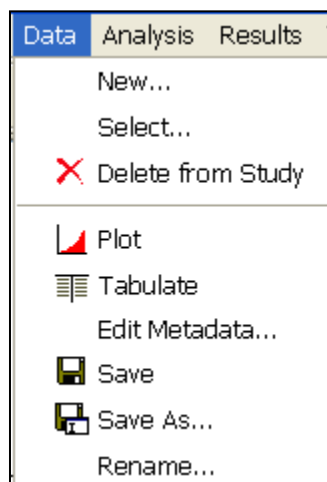 Data Analysis Results
New...
Select...
Delete from Study
Plot
Tabulate
Edit Metadata...
Save
Save As...
Rename...